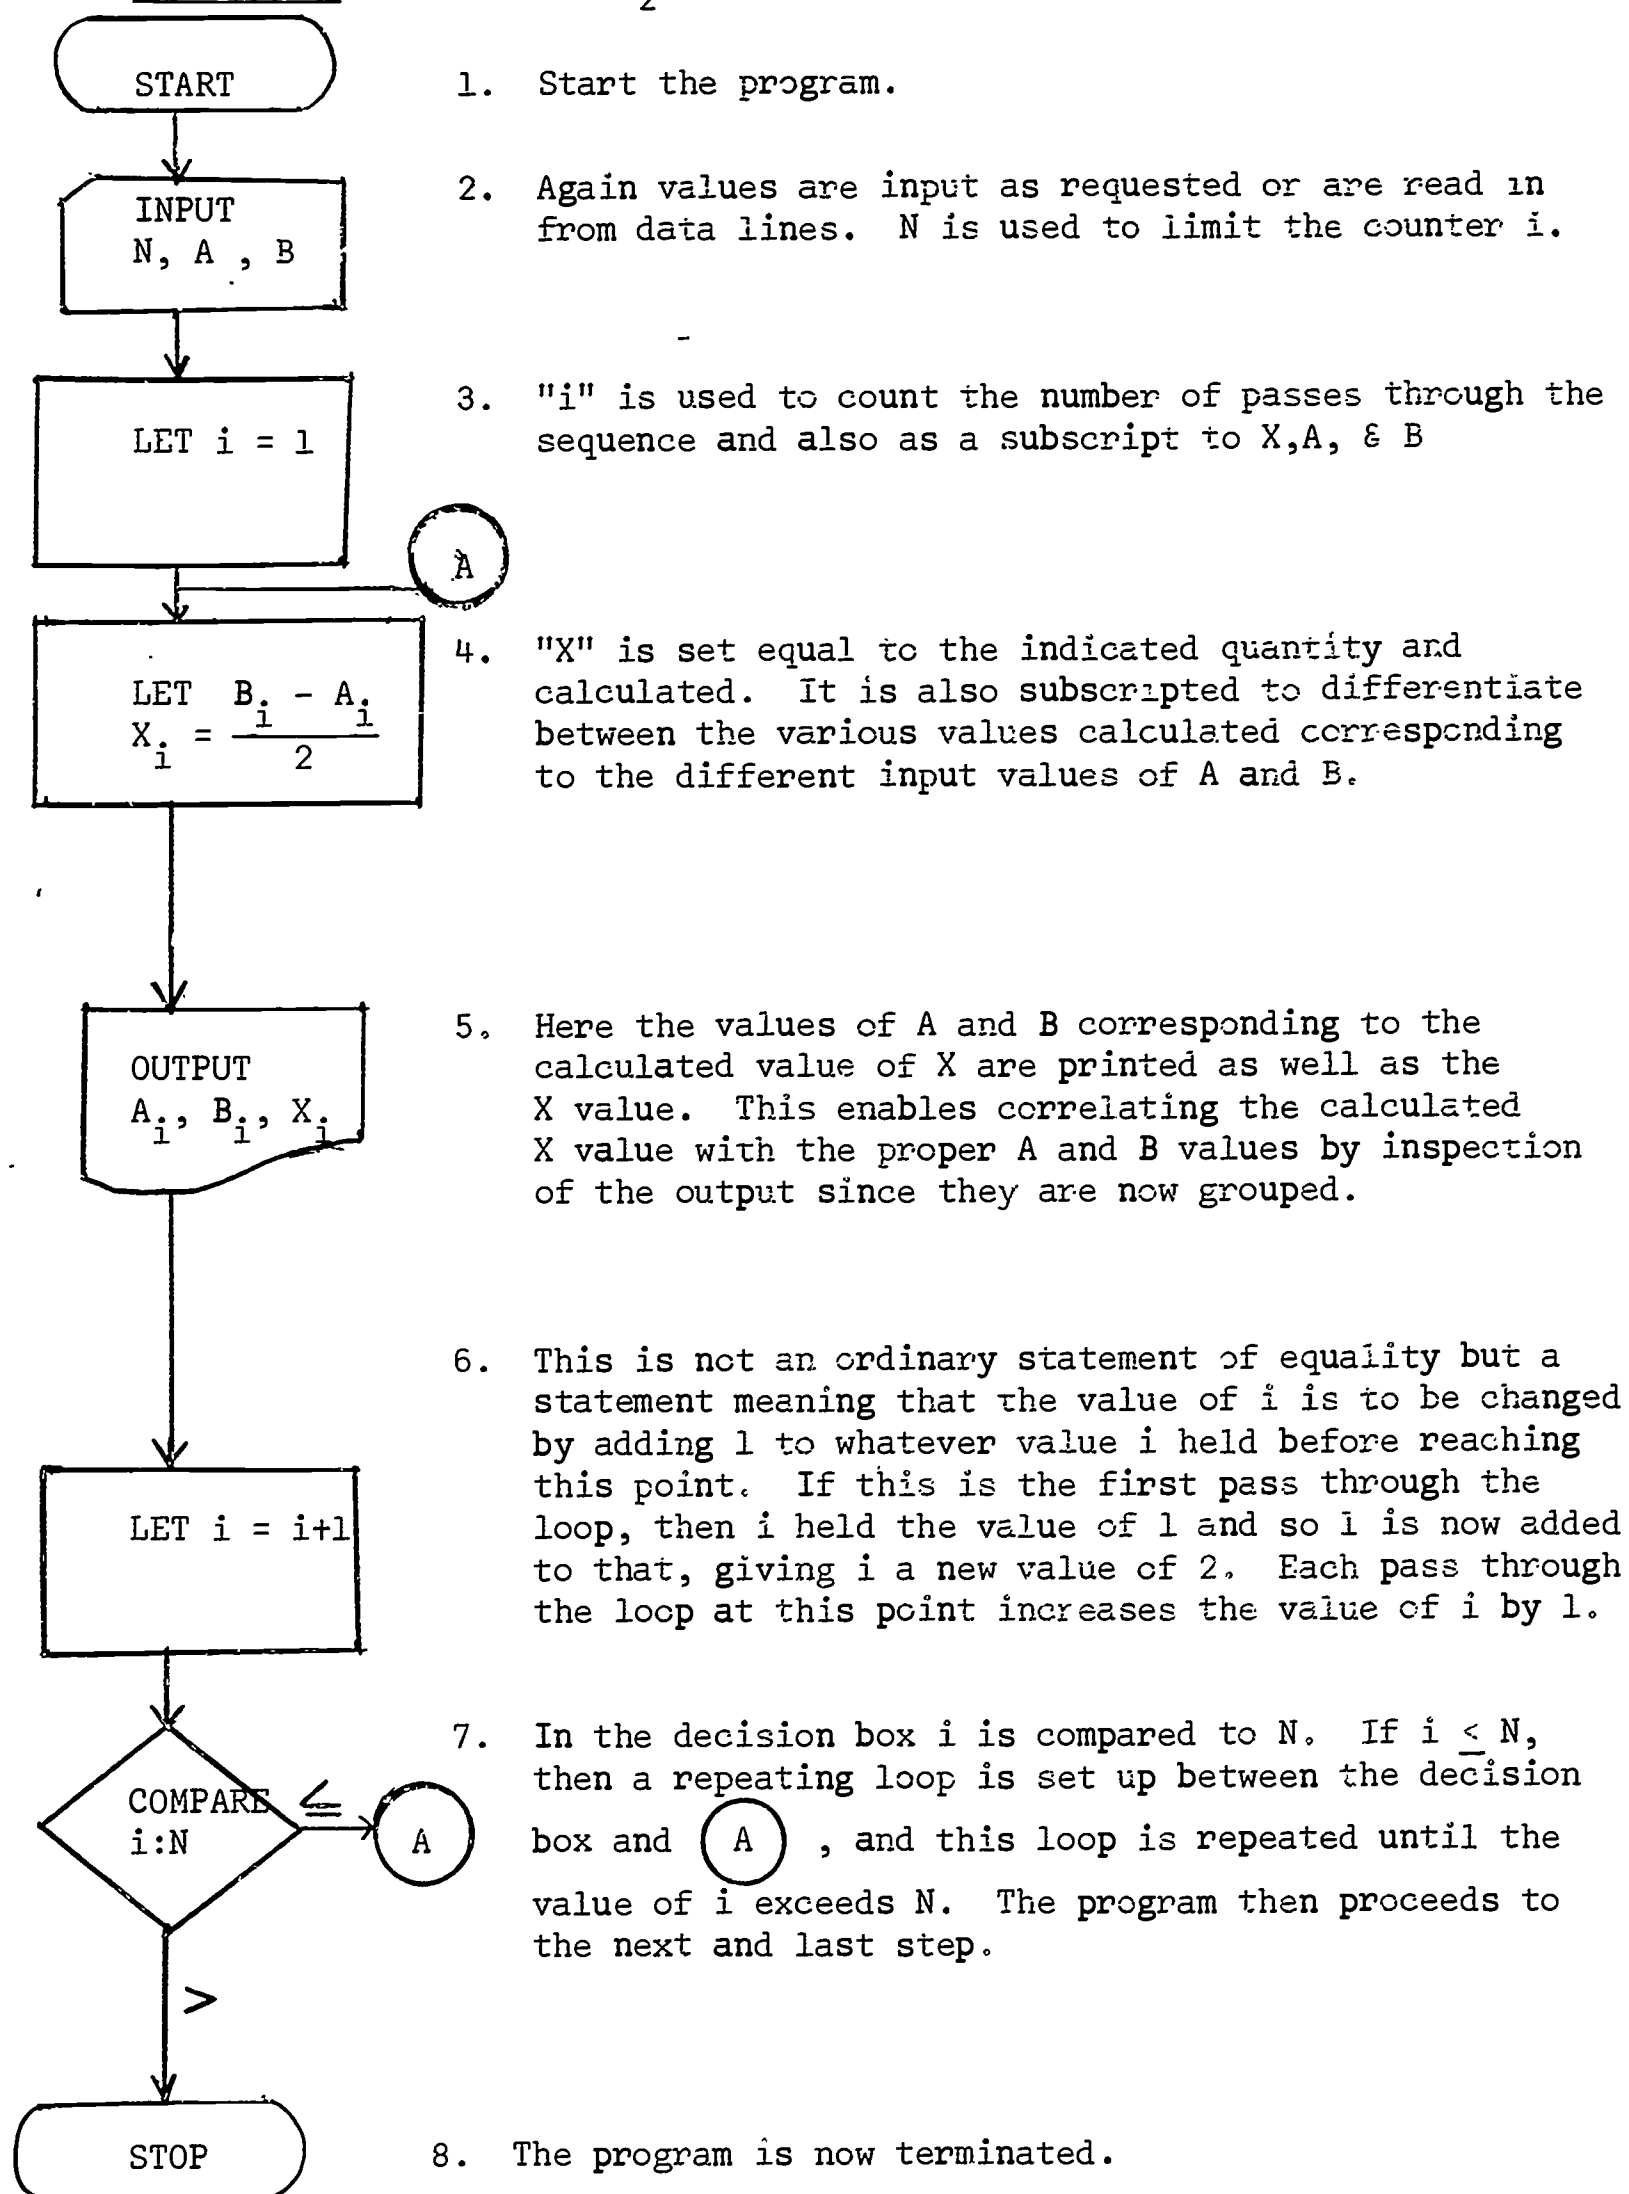 2
START
1. Start the program.
INPUT
N, A , B
2. Again values are input as requested or are read in
from data lines. N is used to limit the counter i.
LET i = 1
3. "i" is used to count the number of passes through the
sequence and also as a subscript to X,A, & B
A
LET B_i - A_i
X_i = 2
4. "X" is set equal to the indicated quantity and
calculated. It is also subscripted to differentiate
between the various values calculated corresponding
to the different input values of A and B.
OUTPUT
A_i, B_i, X_i
5. Here the values of A and B corresponding to the
calculated value of X are printed as well as the
X value. This enables correlating the calculated
X value with the proper A and B values by inspection
of the output since they are now grouped.
LET i = i+1
6. This is not an ordinary statement of equality but a
statement meaning that the value of i is to be changed
by adding 1 to whatever value i held before reaching
this point. If this is the first pass through the
loop, then i held the value of 1 and so 1 is now added
to that, giving i a new value of 2. Each pass through
the loop at this point increases the value of i by 1.
COMPARE
i:N
≤
A
>
7. In the decision box i is compared to N. If i ≤ N,
then a repeating loop is set up between the decision
box and A , and this loop is repeated until the
value of i exceeds N. The program then proceeds to
the next and last step.
STOP
8. The program is now terminated.